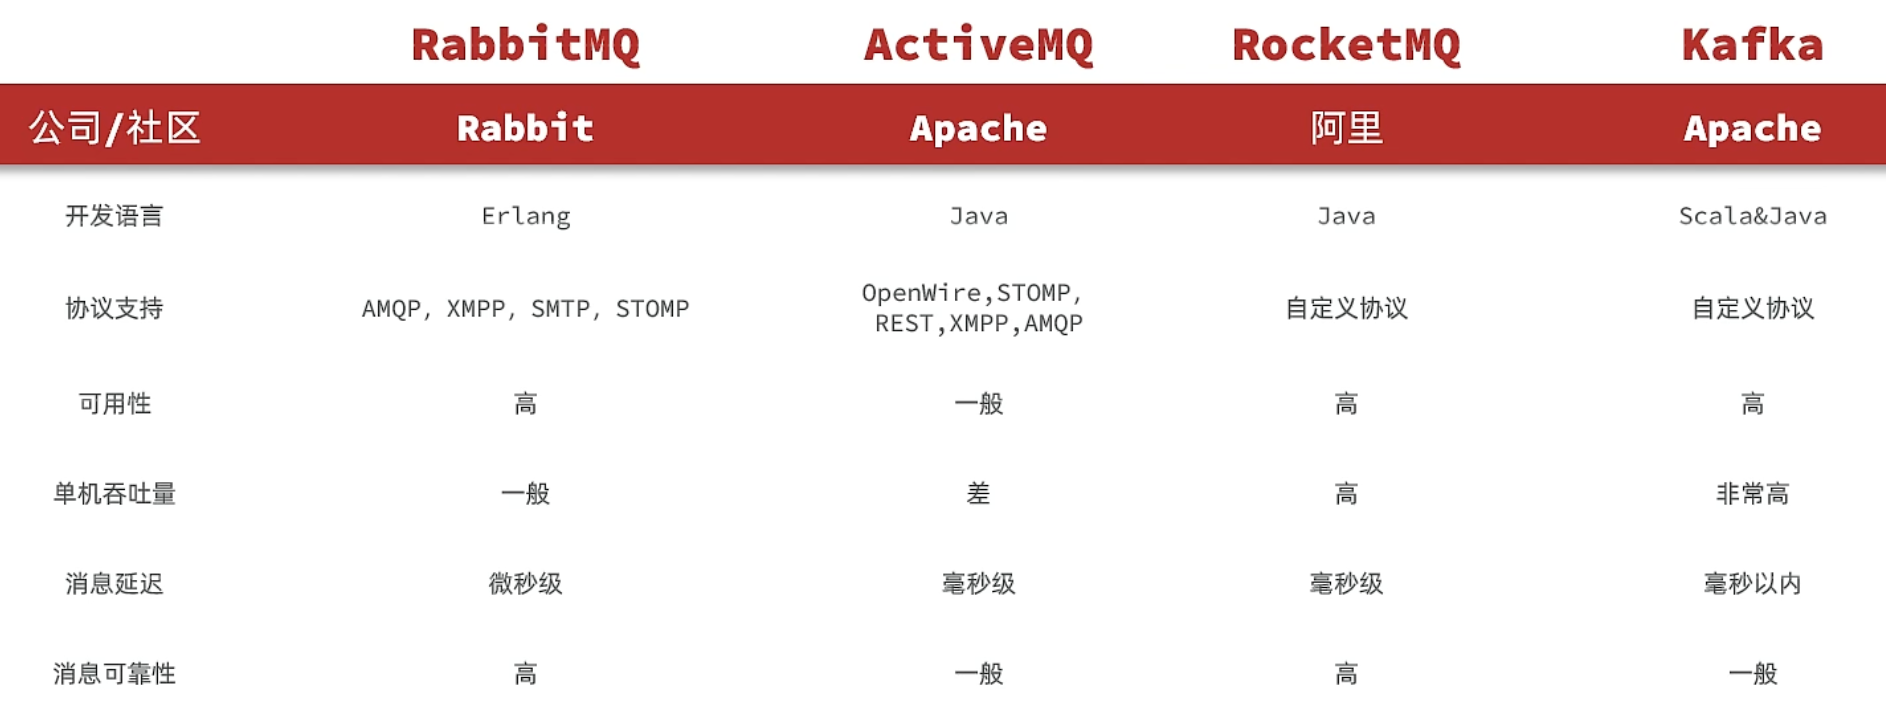 RabbitMQ ActiveMQ RocketMQ Kafka
公司/社区 Rabbit Apache 阿里 Apache
开发语言 Erlang Java Java Scala&Java
协议支持 AMQP, XMPP, SMTP, STOMP OpenWire,STOMP, 自定义协议 自定义协议
REST,XMPP,AMQP
可用性 高 一般 高 高
单机吞吐量 一般 差 高 非常高
消息延迟 微秒级 毫秒级 毫秒级 毫秒以内
消息可靠性 高 一般 高 一般